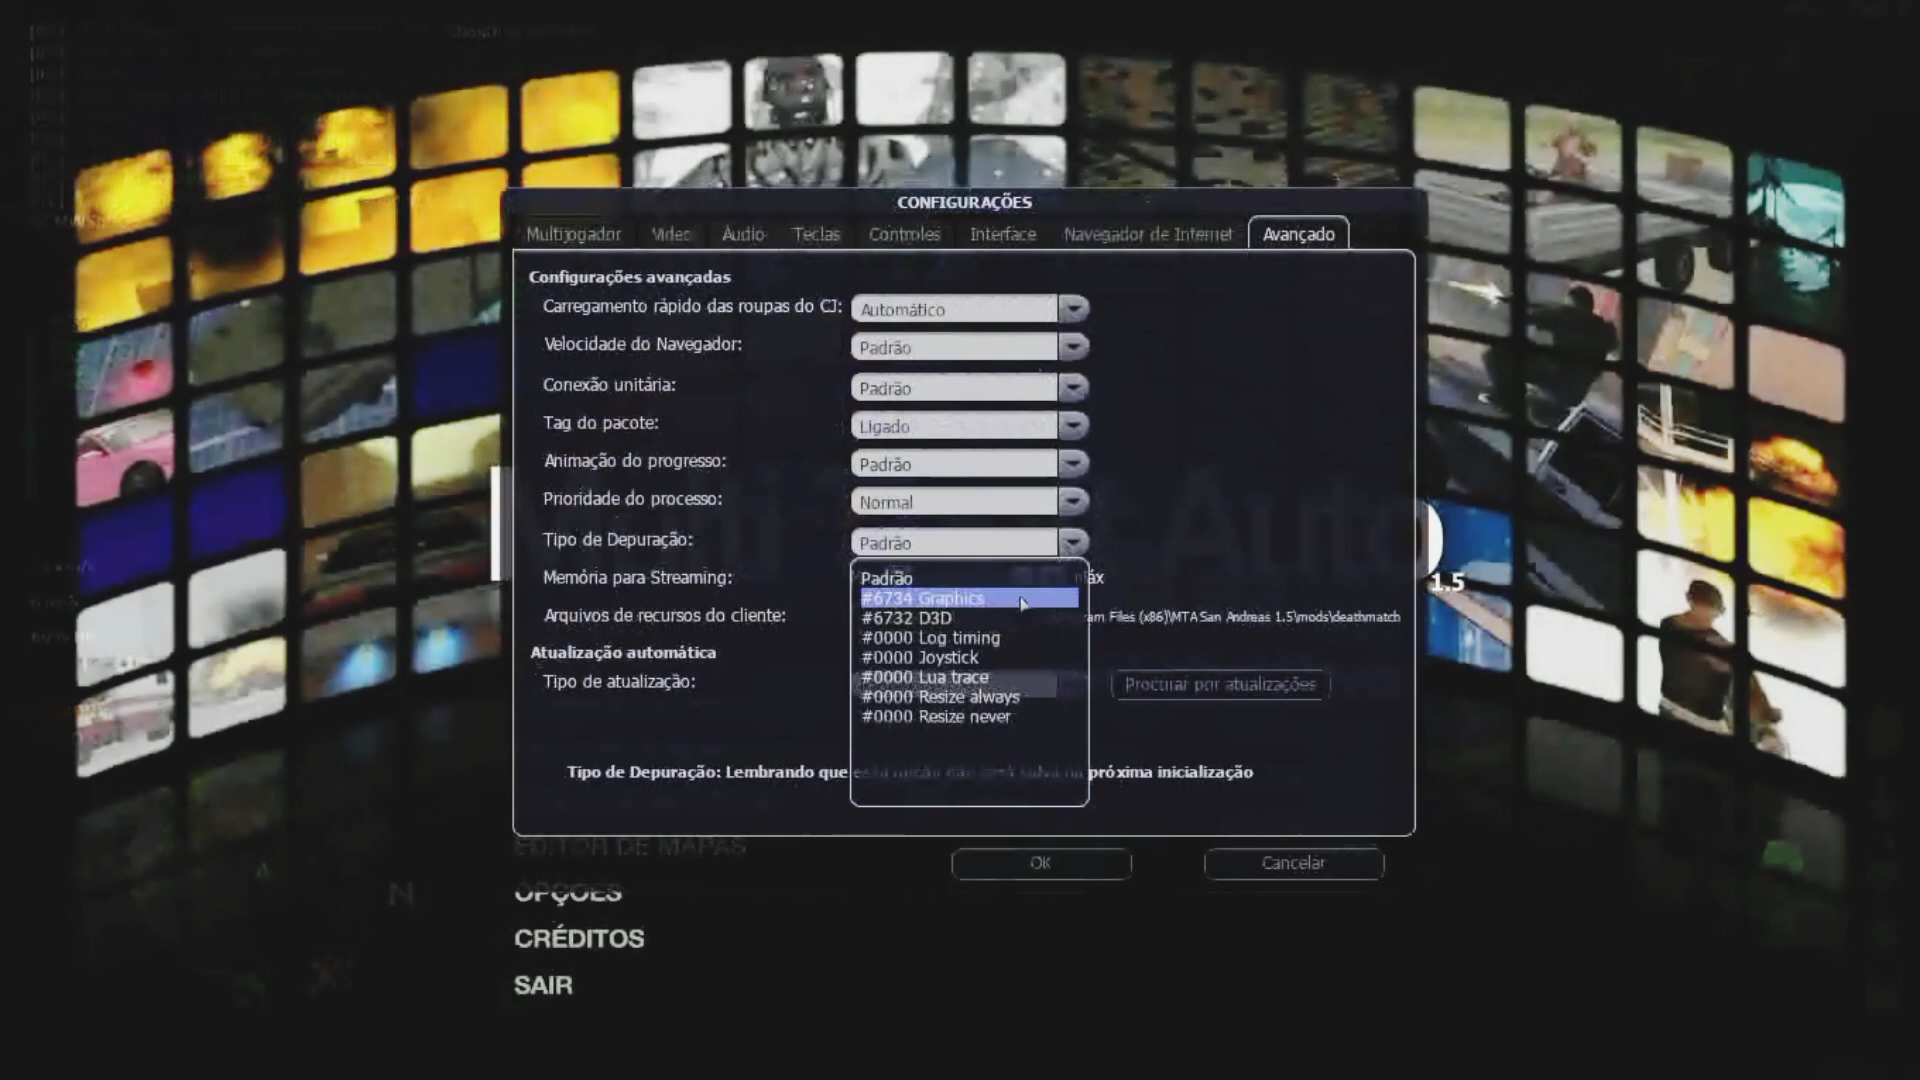 CONFIGURAÇÕES
Multijogador Vídeo Áudio Teclas Controles Interface Navegador de Internet Avançado
Configurações avançadas
Carregamento rápido das roupas do CJ: Automático
Velocidade do Navegador: Padrão
Conexão unitária: Padrão
Tag do pacote: Ligado
Animação do progresso: Padrão
Prioridade do processo: Normal
Tipo de Depuração: Padrão
Memória para Streaming: Padrão
#6734 Graphics
Arquivos de recursos do cliente: #6732 D3D Files (x86)\MTA San Andreas 1.5\mods\deathmatch
#0000 Log timing
Atualização automática #0000 Joystick
Tipo de atualização: #0000 Lua trace Procurar por atualizações
#0000 Resize always
#0000 Resize never
Tipo de Depuração: Lembrando que próxima inicialização
OK Cancelar
1.5
EDITOR DE MAPAS
OPÇÕES
CRÉDITOS
SAIR